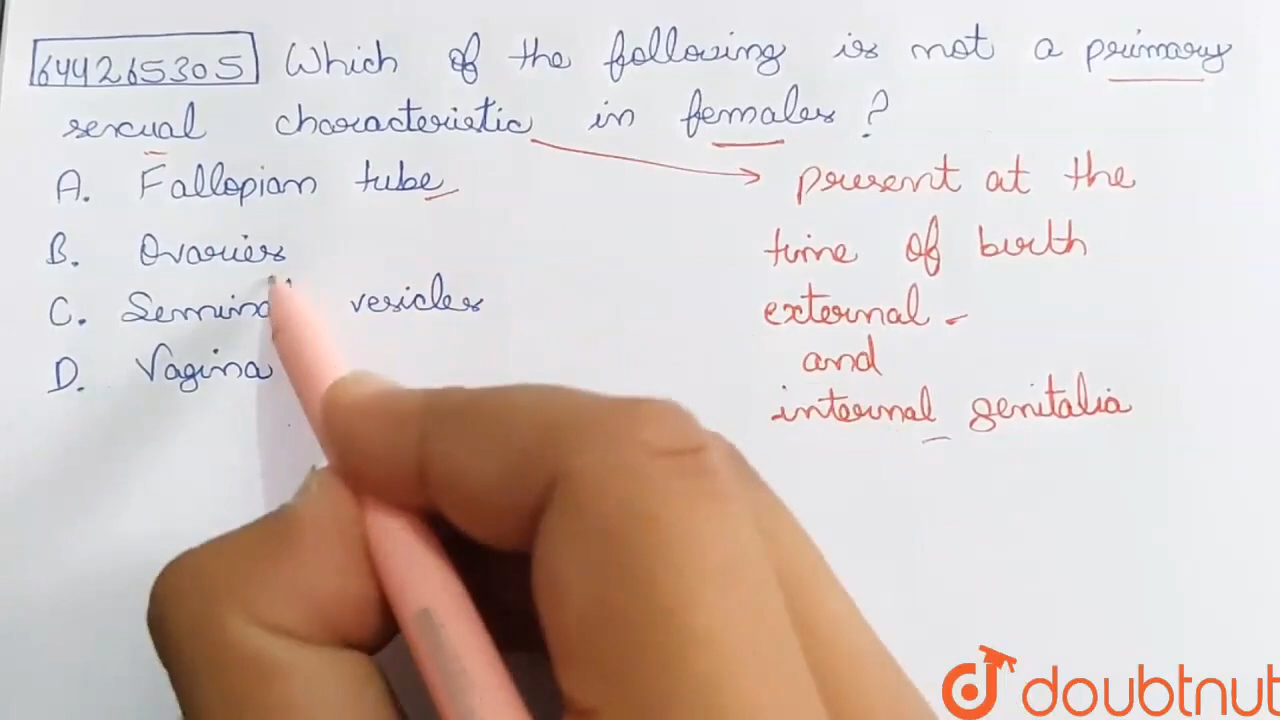 644265305 Which of the following is not a primary
sexual characteristic in females?
A. Fallopian tube
B. Ovaries
C. Seminal vesicles
D. Vagina
present at the
time of birth
external
and
internal genitalia
doubtnut